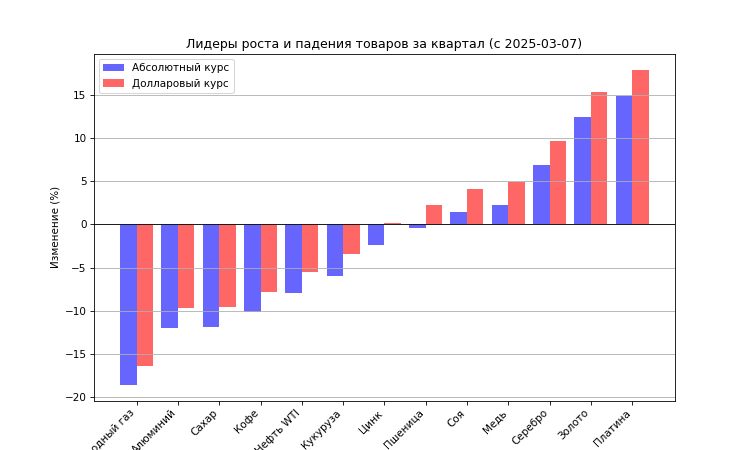 Лидеры роста и падения товаров за квартал (с 2025-03-07)
Абсолютный курс
Долларовый курс
Изменение (%)
15
10
5
0
−5
−10
−15
−20
одный газ
Алюминий
Сахар
Кофе
Нефть WTI
Кукуруза
Цинк
Пшеница
Соя
Медь
Серебро
Золото
Платина